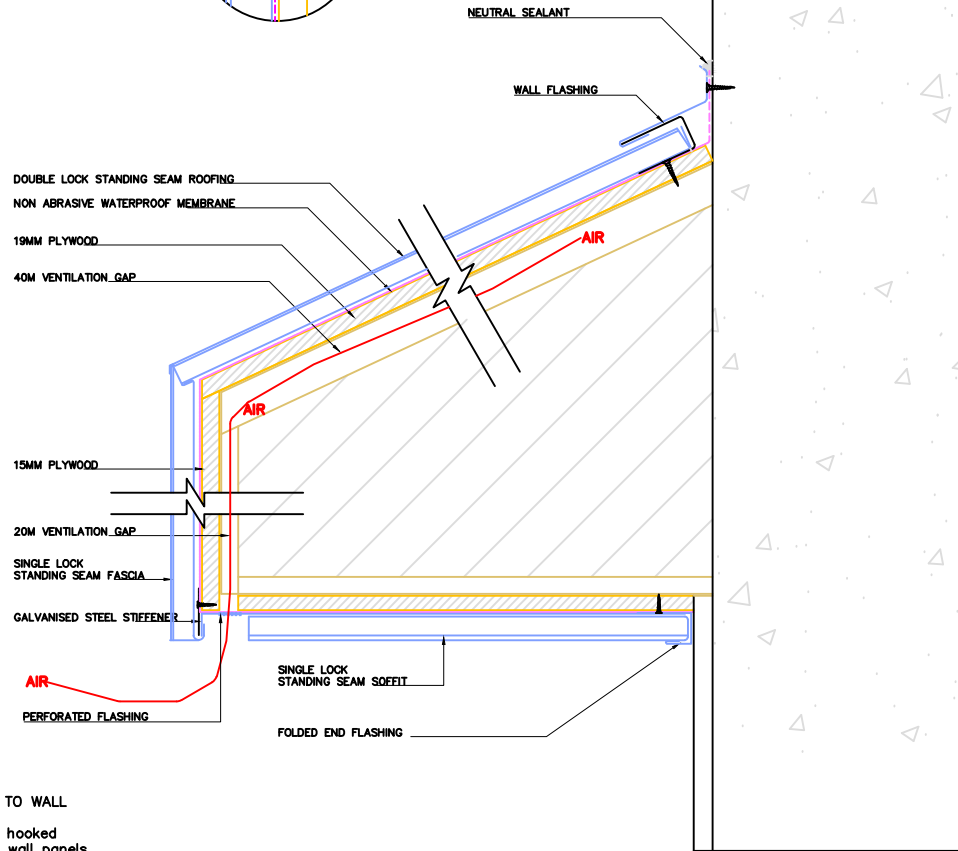 NEUTRAL SEALANT
WALL FLASHING
DOUBLE LOCK STANDING SEAM ROOFING
NON ABRASIVE WATERPROOF MEMBRANE
19MM PLYWOOD
AIR
40M VENTILATION GAP
AIR
15MM PLYWOOD
20M VENTILATION GAP
SINGLE LOCK
STANDING SEAM FASCIA
GALVANISED STEEL STIFFENER
SINGLE LOCK
STANDING SEAM SOFFIT
AIR
PERFORATED FLASHING
FOLDED END FLASHING
TO WALL
hooked
wall panels